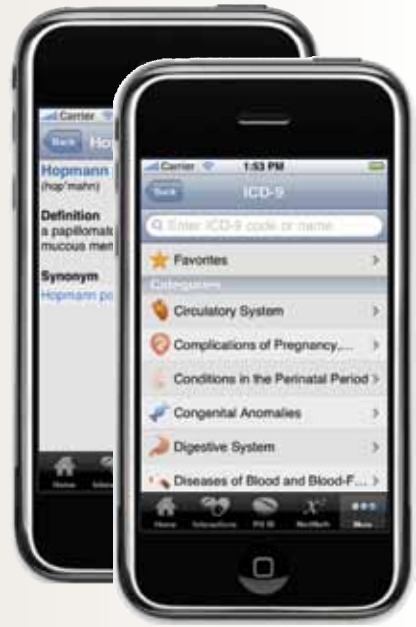 Carrier
Back Ho
Hopmann
(hop'mahn)
Definition
a papillomato
mucous mem
Synonym
Hopmann po
Home
Carrier 1:53 PM
Back ICD-9
Enter ICD-9 code or name
Favorites
Categories
Circulatory System
Complications of Pregnancy,...
Conditions in the Perinatal Period
Congenital Anomalies
Digestive System
Diseases of Blood and Blood-F...
Home Interactions Pill ID MedMath More